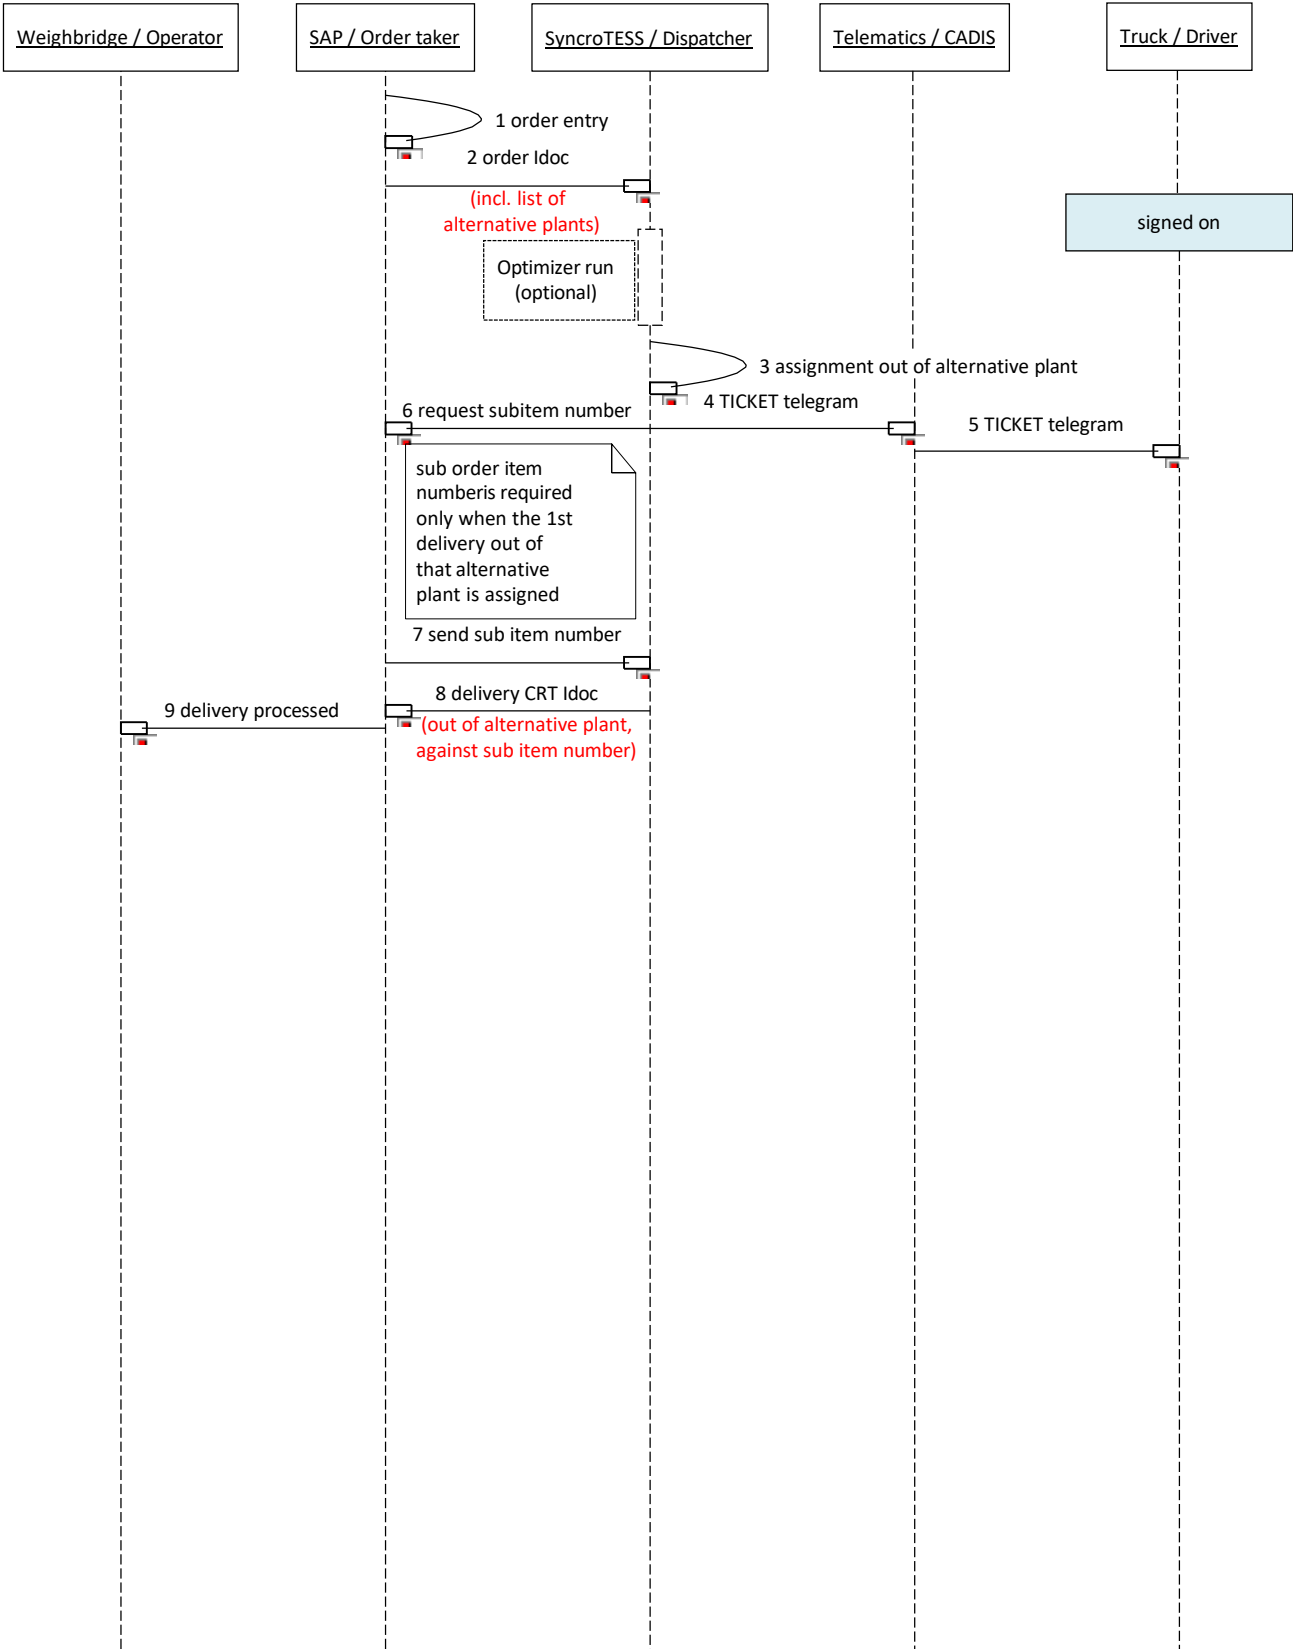 Weighbridge / Operator
SAP / Order taker
SyncroTESS / Dispatcher
Telematics / CADIS
Truck / Driver
1 order entry
2 order Idoc
(incl. list of
alternative plants)
signed on
Optimizer run
(optional)
3 assignment out of alternative plant
4 TICKET telegram
6 request subitem number
5 TICKET telegram
sub order item
numberis required
only when the 1st
delivery out of
that alternative
plant is assigned
7 send sub item number
8 delivery CRT Idoc
9 delivery processed
(out of alternative plant,
against sub item number)